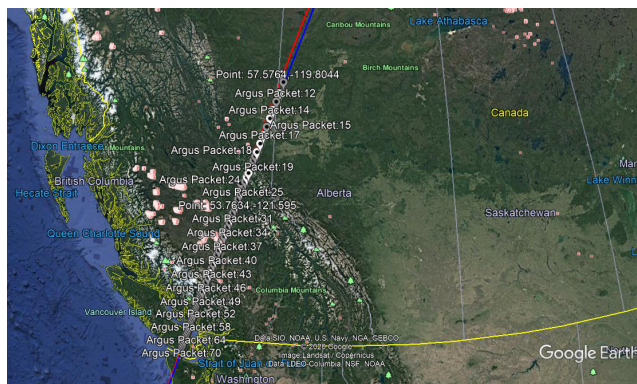 Caribou Mountains
Lake Athabasca
Point: 57.5764,-119.8044
Birch Mountains
Argus Packet:12
Argus Packet:14
Canada
Argus Packet:15
Argus Packet:17
Dixon Entrance
Mountains
Argus Packet:18
Argus Packet:19
British Columbia
Argus Packet:24
Lake Winn
Hecate Strait
Argus Packet:25
Alberta
Point: 53.7634,-121.595
Saskatchewan
Argus Packet:31
Queen Charlotte Sound
Argus Packet:34
Argus Packet:37
Argus Packet:40
Argus Packet:43
Argus Packet:46
Columbia Mountains
Argus Packet:49
Vancouver Island
Argus Packet:52
Argus Packet:58
Data SIO, NOAA, U.S. Navy, NGA, GEBCO
Argus Packet:64
© 2020 Google
Argus Packet:70
Image Landsat / Copernicus
Google Earth
Strait of Juan
Data LDEO-Columbia, NSF, NOAA
Washington